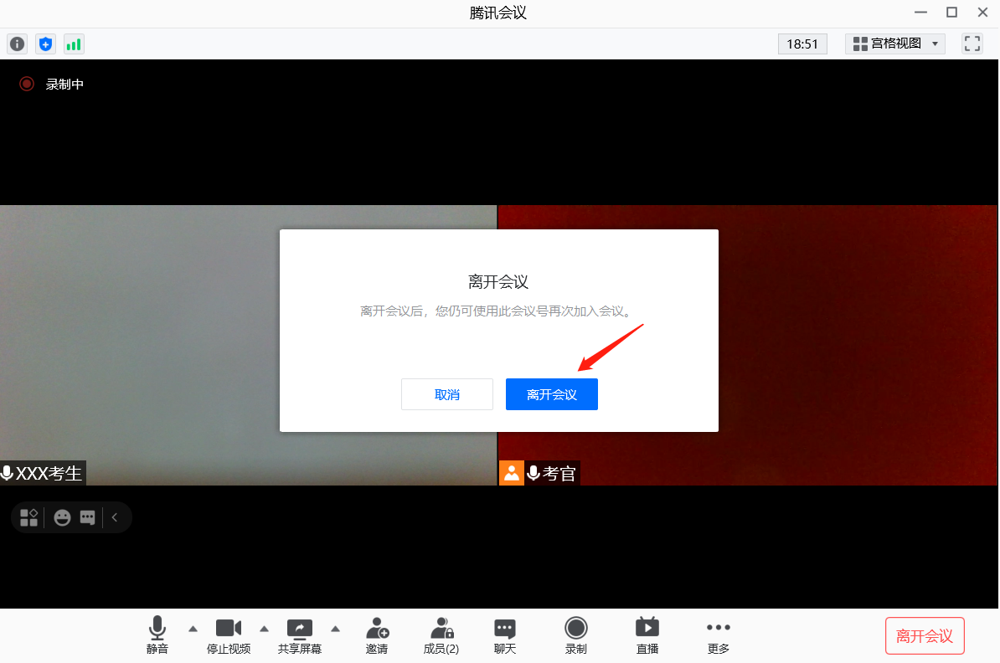 腾讯会议
18:51
宫格视图
录制中
离开会议
离开会议后，您仍可使用此会议号再次加入会议。
取消
离开会议
XXX考生
考官
静音
停止视频
共享屏幕
邀请
成员(2)
聊天
录制
直播
更多
离开会议